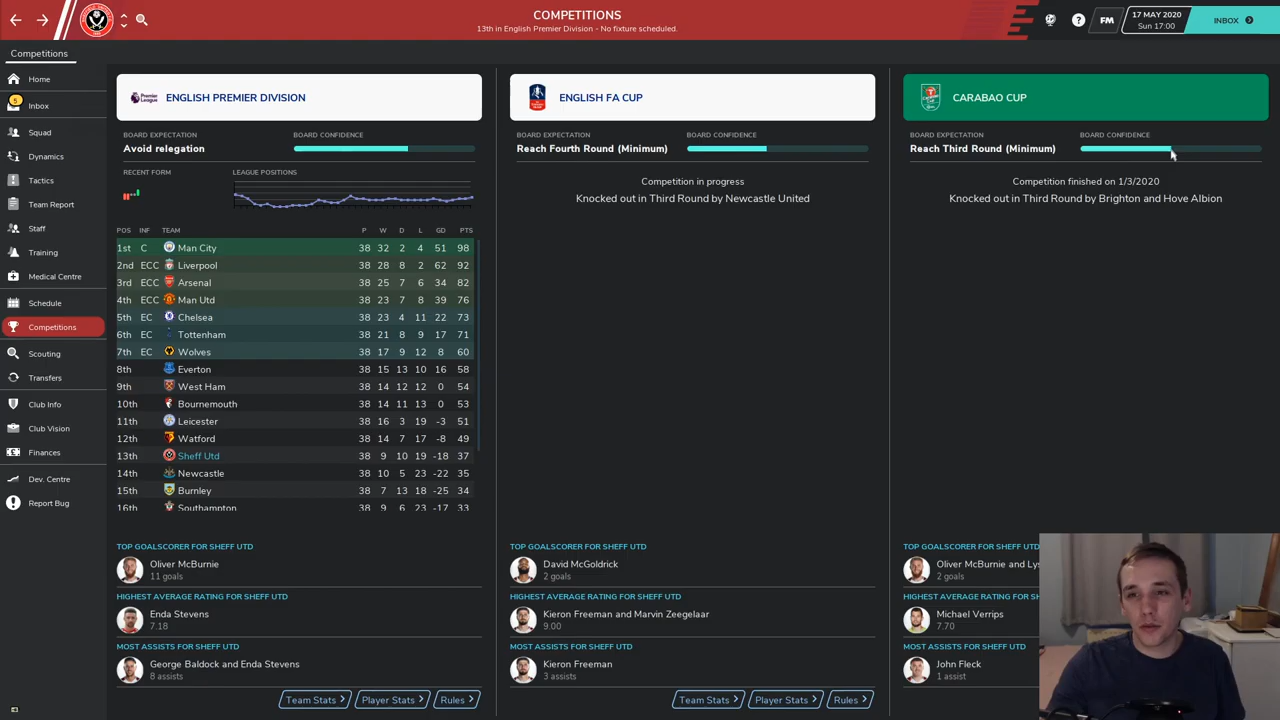 COMPETITIONS
13th in English Premier Division - No fixture scheduled.
FM
17 MAY 2020
Sun 17:00
INBOX
Competitions
Home
5
Inbox
Squad
Dynamics
Tactics
Team Report
Staff
Training
Medical Centre
Schedule
Competitions
Scouting
Transfers
Club Info
Club Vision
Finances
Dev. Centre
Report Bug
ENGLISH PREMIER DIVISION
BOARD EXPECTATION BOARD CONFIDENCE
Avoid relegation
RECENT FORM LEAGUE POSITIONS
POS INF TEAM P W D L GD PTS
1st C Man City 38 32 2 4 51 98
2nd ECC Liverpool 38 28 8 2 62 92
3rd ECC Arsenal 38 25 7 6 34 82
4th ECC Man Utd 38 23 7 8 39 76
5th EC Chelsea 38 23 4 11 22 73
6th EC Tottenham 38 21 8 9 17 71
7th EC Wolves 38 17 9 12 8 60
8th Everton 38 15 13 10 16 58
9th West Ham 38 14 12 12 0 54
10th Bournemouth 38 14 11 13 0 53
11th Leicester 38 16 3 19 -3 51
12th Watford 38 14 7 17 -8 49
13th Sheff Utd 38 9 10 19 -18 37
14th Newcastle 38 10 5 23 -22 35
15th Burnley 38 7 13 18 -25 34
16th Southampton 38 9 6 23 -17 33
TOP GOALSCORER FOR SHEFF UTD
Oliver McBurnie
11 goals
HIGHEST AVERAGE RATING FOR SHEFF UTD
Enda Stevens
7.18
MOST ASSISTS FOR SHEFF UTD
George Baldock and Enda Stevens
8 assists
Team Stats > Player Stats > Rules >
ENGLISH FA CUP
BOARD EXPECTATION BOARD CONFIDENCE
Reach Fourth Round (Minimum)
Competition in progress
Knocked out in Third Round by Newcastle United
TOP GOALSCORER FOR SHEFF UTD
David McGoldrick
2 goals
HIGHEST AVERAGE RATING FOR SHEFF UTD
Kieron Freeman and Marvin Zeegelaar
9.00
MOST ASSISTS FOR SHEFF UTD
Kieron Freeman
3 assists
Team Stats > Player Stats > Rules >
CARABAO CUP
BOARD EXPECTATION BOARD CONFIDENCE
Reach Third Round (Minimum)
Competition finished on 1/3/2020
Knocked out in Third Round by Brighton and Hove Albion
TOP GOALSCORER FOR SHEFF UTD
Oliver McBurnie and Lys
2 goals
HIGHEST AVERAGE RATING FOR SH
Michael Verrips
7.70
MOST ASSISTS FOR SHEFF UTD
John Fleck
1 assist